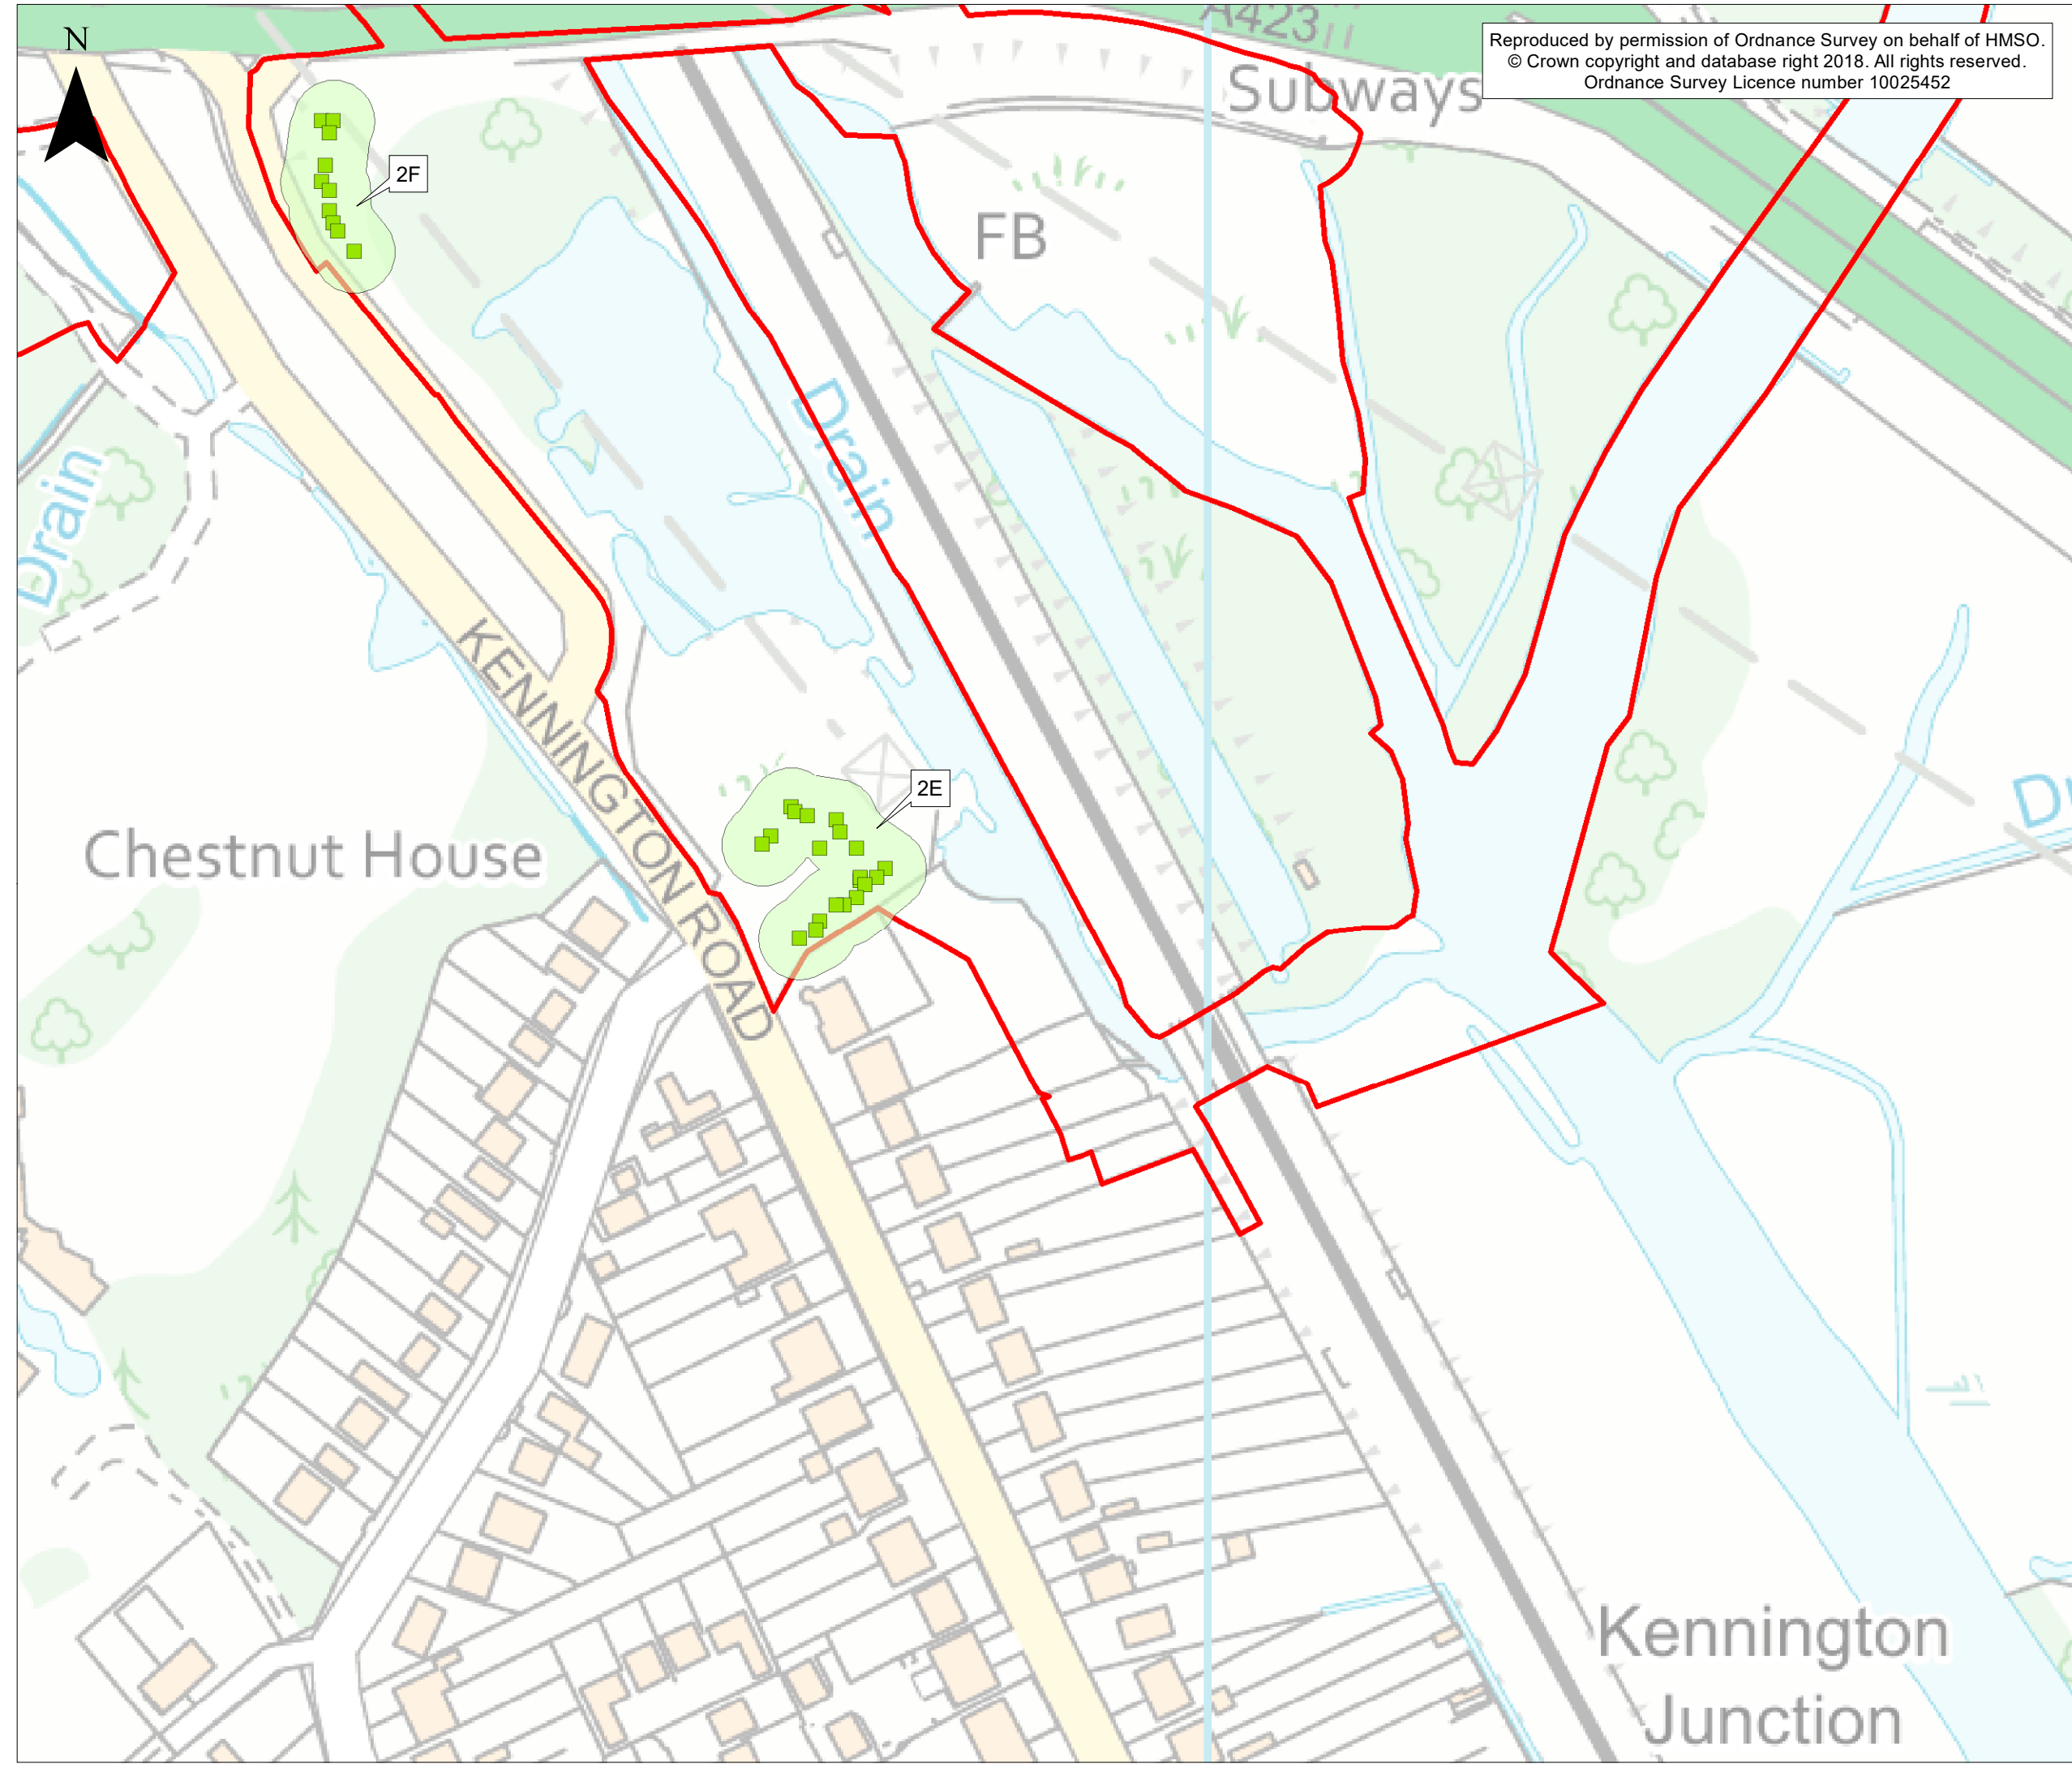 N
A423
Reproduced by permission of Ordnance Survey on behalf of HMSO.
© Crown copyright and database right 2018. All rights reserved.
Ordnance Survey Licence number 10025452
Subways
2F
FB
Drain
Drain
KENNINGTON ROAD
2E
Chestnut House
Kennington
Junction